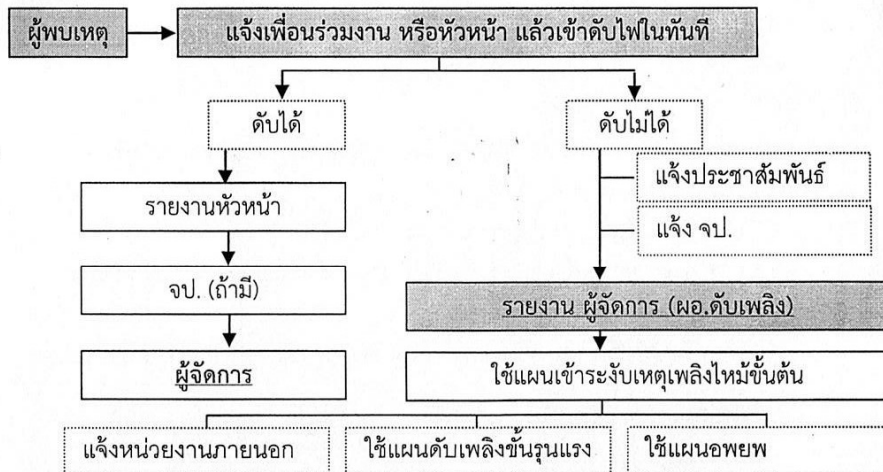 ผู้พบเหตุ
แจ้งเพื่อนร่วมงาน หรือหัวหน้า แล้วเข้าดับไฟในทันที
ดับได้
ดับไม่ได้
แจ้งประชาสัมพันธ์
รายงานหัวหน้า
แจ้ง จป.
จป. (ถ้ามี)
รายงาน ผู้จัดการ (ผอ.ดับเพลิง)
ผู้จัดการ
ใช้แผนเข้าระงับเหตุเพลิงไหม้ขั้นต้น
แจ้งหน่วยงานภายนอก
ใช้แผนดับเพลิงขั้นรุนแรง
ใช้แผนอพยพ